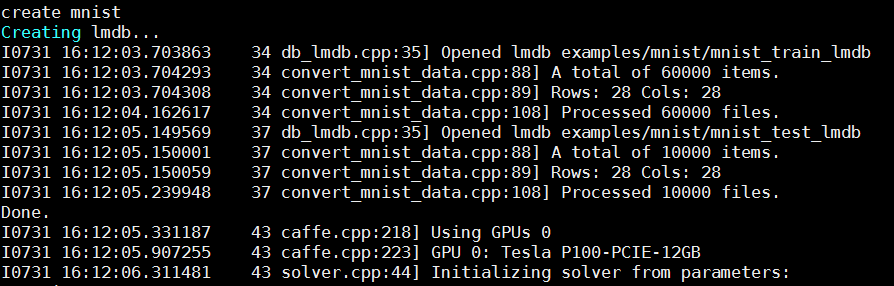 create mnist
Creating lmdb...
I0731 16:12:03.703863    34 db_lmdb.cpp:35] Opened lmdb examples/mnist/mnist_train_lmdb
I0731 16:12:03.704293    34 convert_mnist_data.cpp:88] A total of 60000 items.
I0731 16:12:03.704308    34 convert_mnist_data.cpp:89] Rows: 28 Cols: 28
I0731 16:12:04.162617    34 convert_mnist_data.cpp:108] Processed 60000 files.
I0731 16:12:05.149569    37 db_lmdb.cpp:35] Opened lmdb examples/mnist/mnist_test_lmdb
I0731 16:12:05.150001    37 convert_mnist_data.cpp:88] A total of 10000 items.
I0731 16:12:05.150059    37 convert_mnist_data.cpp:89] Rows: 28 Cols: 28
I0731 16:12:05.239948    37 convert_mnist_data.cpp:108] Processed 10000 files.
Done.
I0731 16:12:05.331187    43 caffe.cpp:218] Using GPUs 0
I0731 16:12:05.907255    43 caffe.cpp:223] GPU 0: Tesla P100-PCIE-12GB
I0731 16:12:06.311481    43 solver.cpp:44] Initializing solver from parameters: